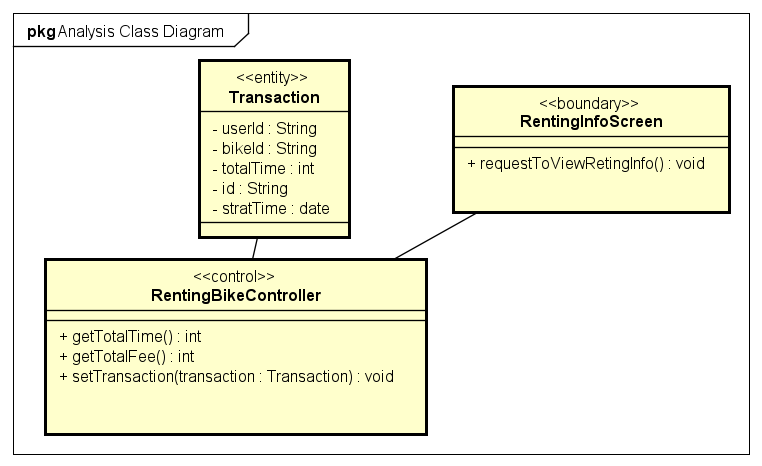 pkg Analysis Class Diagram
<<entity>>
Transaction
- userId : String
- bikeId : String
- totalTime : int
- id : String
- stratTime : date
<<boundary>>
RentingInfoScreen
+ requestToViewRetingInfo() : void
<<control>>
RentingBikeController
+ getTotalTime() : int
+ getTotalFee() : int
+ setTransaction(transaction : Transaction) : void